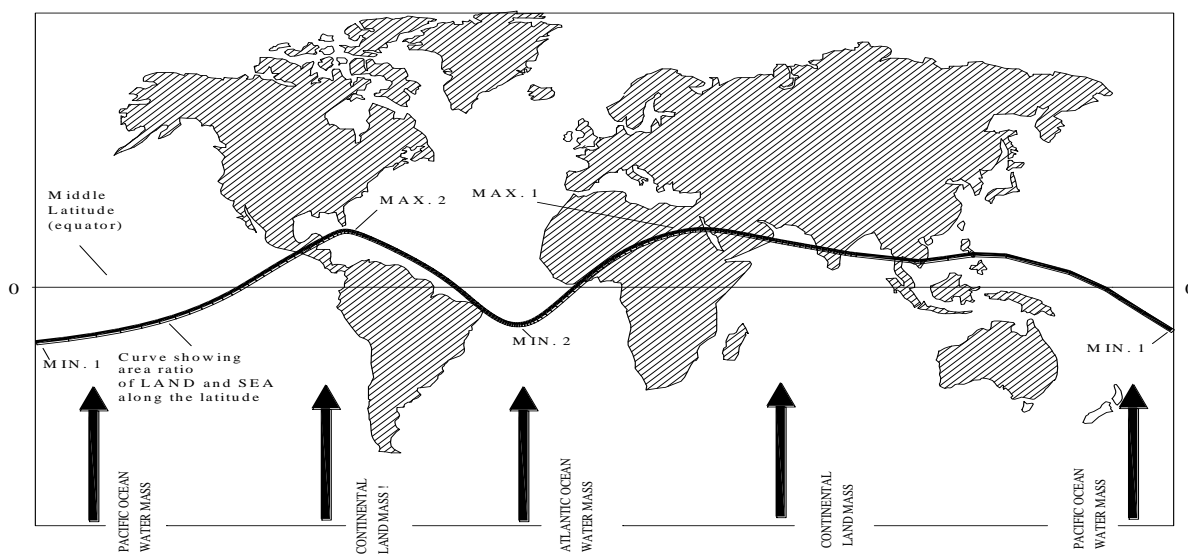 MAX. 2
MAX. 1
Middle
Latitude
(equator)
0
MIN. 1
Curve showing
area ratio
of LAND and SEA
along the latitude
MIN. 2
MIN. 1
PACIFIC OCEAN
WATER MASS
CONTINENTAL
LAND MASS !
ATLANTIC OCEAN
WATER MASS
CONTINENTAL
LAND MASS
PACIFIC OCEAN
WATER MASS